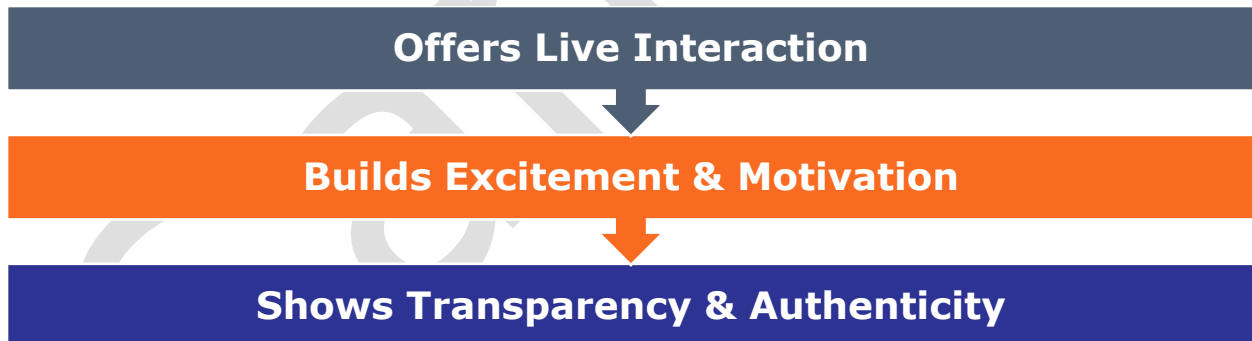 Offers Live Interaction
Builds Excitement & Motivation
Shows Transparency & Authenticity